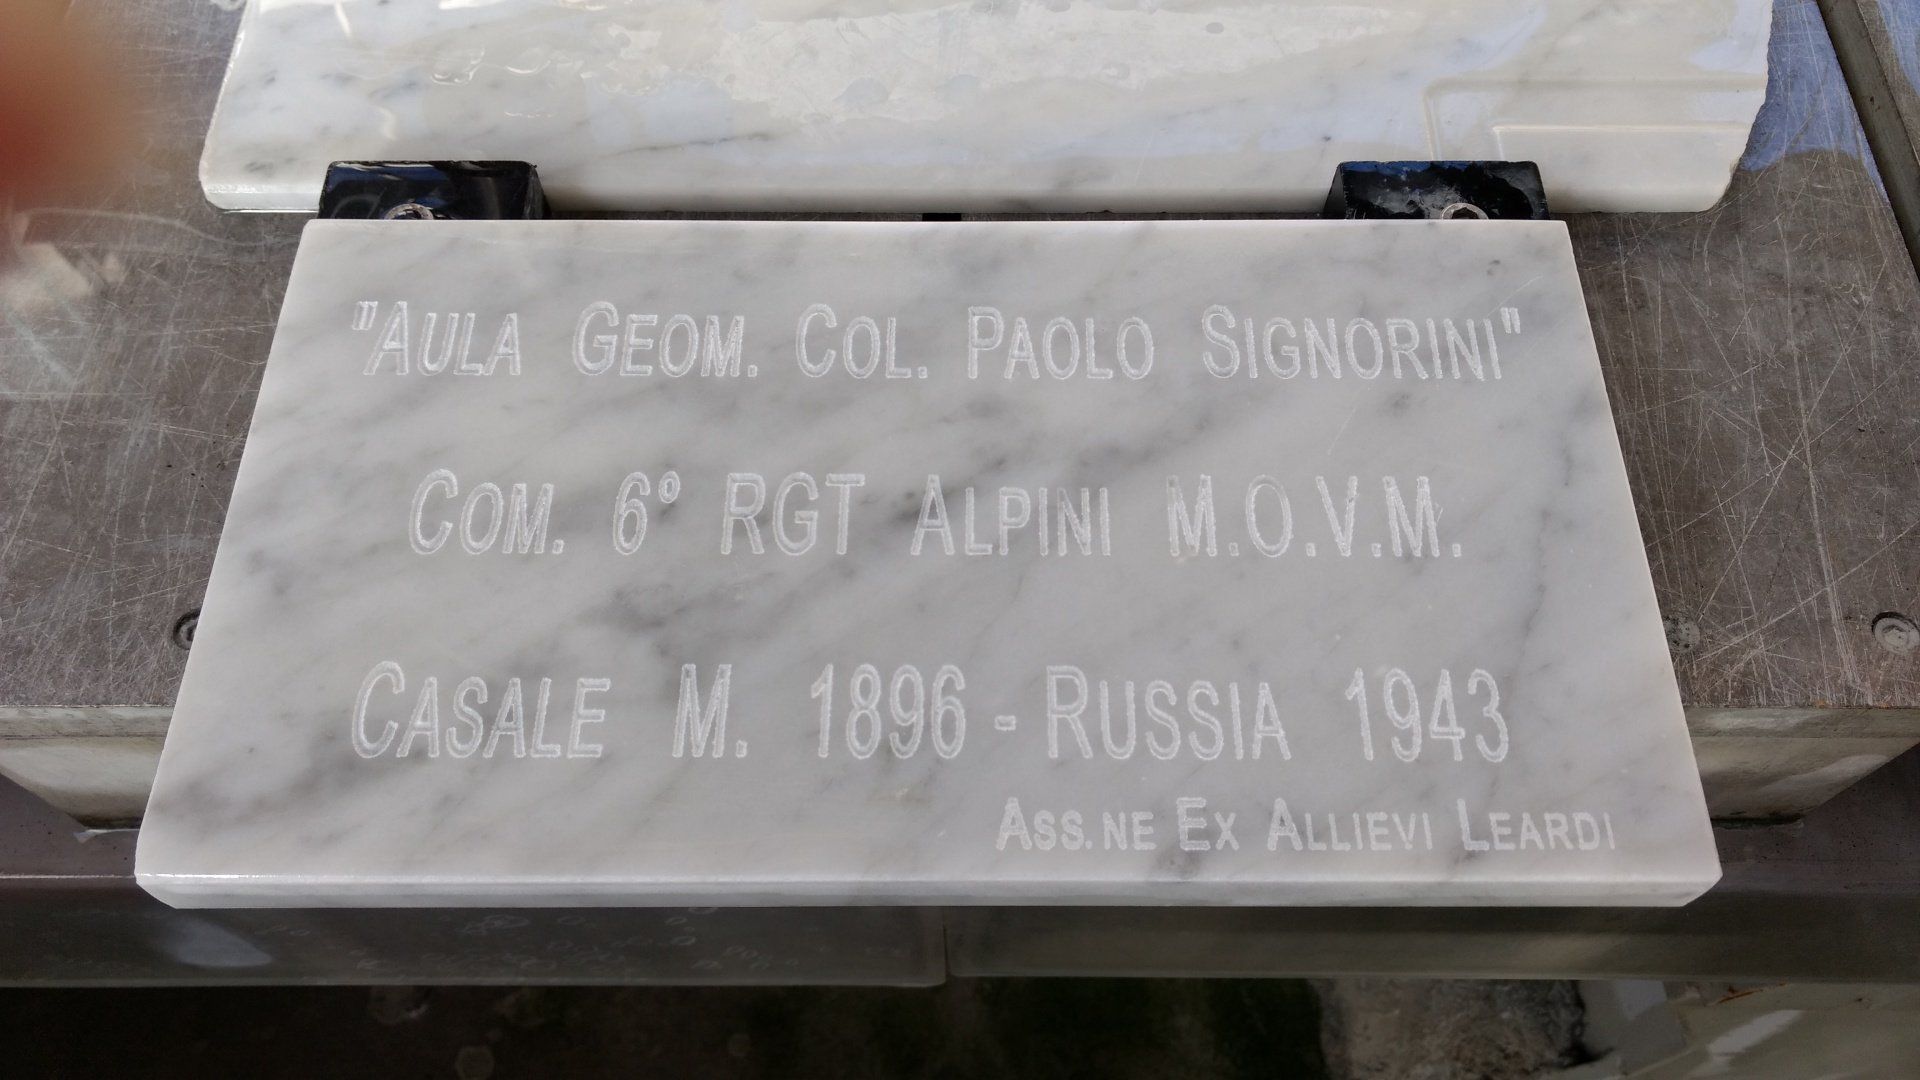 "AULA GEOM. COL. PAOLO SIGNORINI"
COM. 6° RGT ALPINI M.O.V.M.
CASALE M. 1896 - RUSSIA 1943
ASS.NE EX ALLIEVI LEARDI